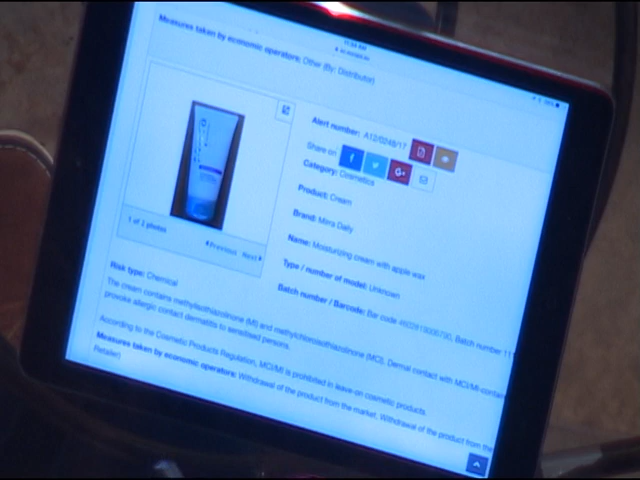 Measures taken by economic operators: Other (By: Distributor)
Alert number: A12/0248/17
Share on
Category: Cosmetics
Product: Cream
Brand: Mirra Daily
Name: Moisturizing cream with apple wax
Type / number of model: Unknown
Batch number / Barcode: Bar code Batch number
1 of 2 photos
Previous Next
Risk type: Chemical
The cream contains methylisothiazolinone (MI) and methylchloroisothiazolinone (MCI). Dermal contact with MCI/MI-contain
provoke allergic contact dermatitis to sensitised persons.
According to the Cosmetic Products Regulation, MCI/MI is prohibited in leave-on cosmetic products.
Measures taken by economic operators: Withdrawal of the product from the market, Withdrawal of the product from the
Retailer)